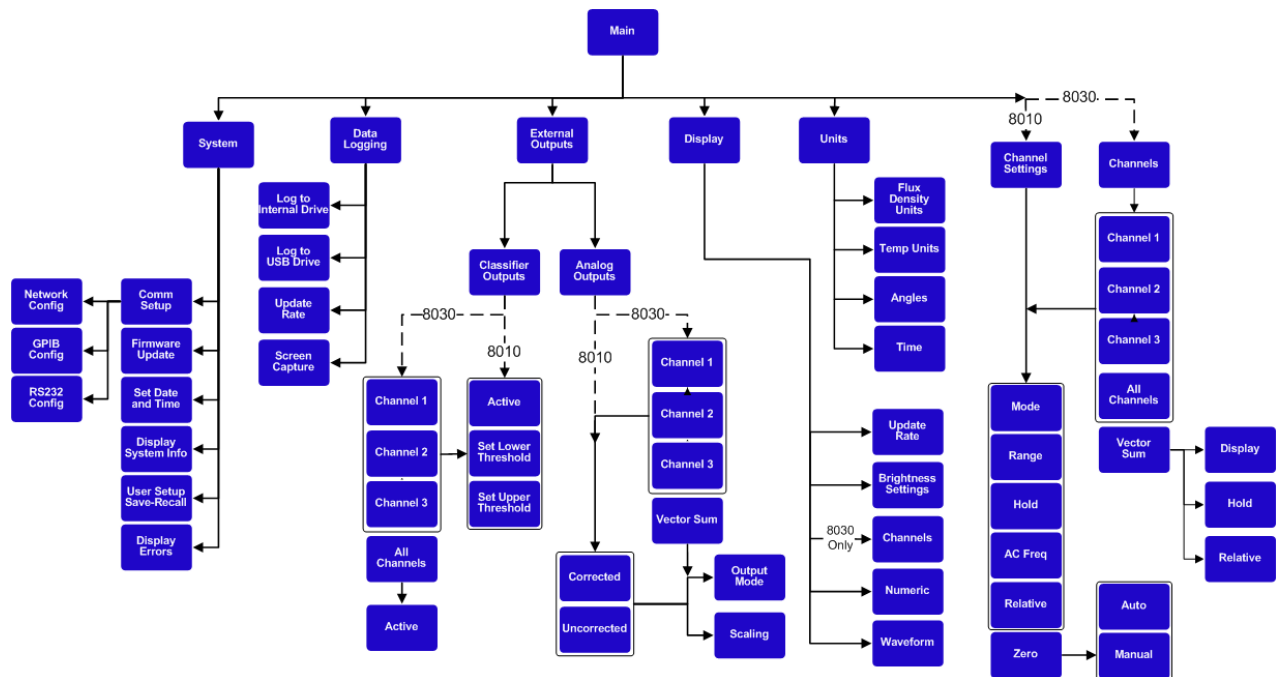 Main
8030
8010
System
Data
Logging
External
Outputs
Display
Units
Channel
Settings
Channels
Log to
Internal Drive
Log to
USB Drive
Update
Rate
Screen
Capture
Classifier
Outputs
Analog
Outputs
Flux
Density
Units
Temp Units
Angles
Time
Channel 1
Channel 2
Channel 3
All
Channels
Network
Config
GPIB
Config
RS232
Config
Comm
Setup
Firmware
Update
Set Date
and Time
Display
System Info
User Setup
Save-Recall
Display
Errors
8030
8010
Channel 1
Channel 2
Channel 3
All
Channels
Active
Active
Set Lower
Threshold
Set Upper
Threshold
8030
8010
Channel 1
Channel 2
Channel 3
Vector Sum
Corrected
Uncorrected
Output
Mode
Scaling
Update
Rate
Brightness
Settings
8030
Only
Channels
Numeric
Waveform
Mode
Range
Hold
AC Freq
Relative
Zero
Auto
Manual
Vector
Sum
Display
Hold
Relative